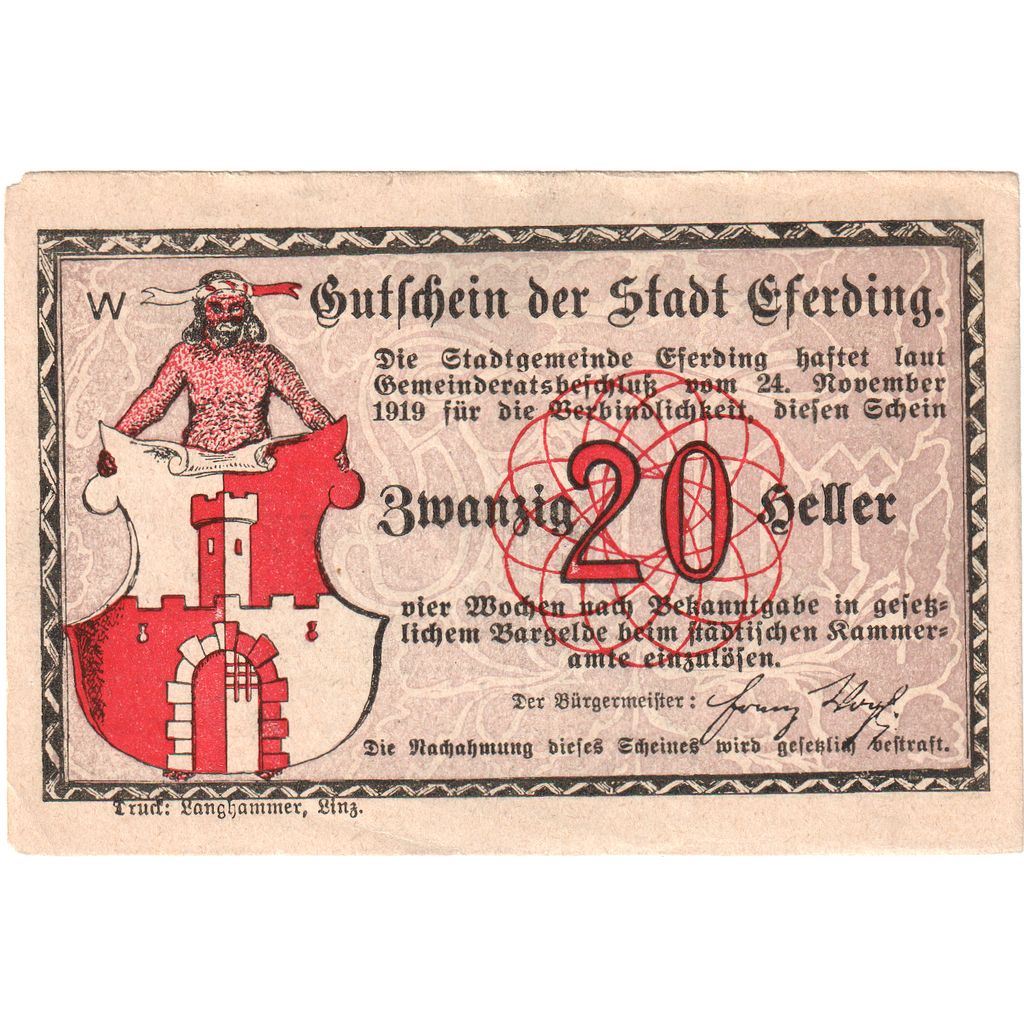 W
Gutschein der Stadt Eferding.
Die Stadtgemeinde Eferding haftet laut
Gemeinderatsbeschluß vom 24. November
1919 für die Verbindlichkeit, diesen Schein
Zwanzig 20 Heller
vier Wochen nach Bekanntgabe in gesetz-
lichem Bargelde beim städtischen Kammer-
amte einzulösen.
Der Bürgermeister: Franz Vogl.
Die Nachahmung dieses Scheines wird gesetzlich bestraft.
Druck: Langhammer, Linz.